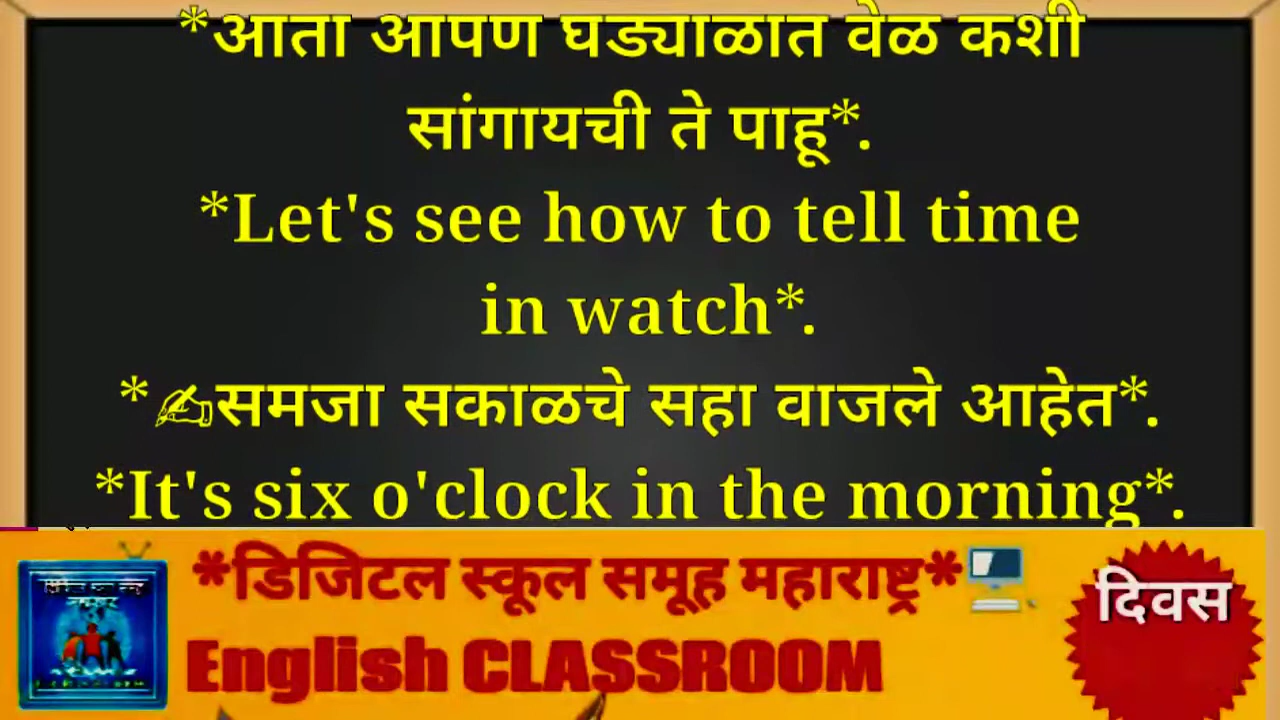 *आता आपण घड्याळात वेळ कशी
सांगायची ते पाहू*.
*Let's see how to tell time
in watch*.
*✍समजा सकाळचे सहा वाजले आहेत*.
*It's six o'clock in the morning*.
*डिजिटल स्कूल समूह महाराष्ट्र*
दिवस
English CLASSROOM